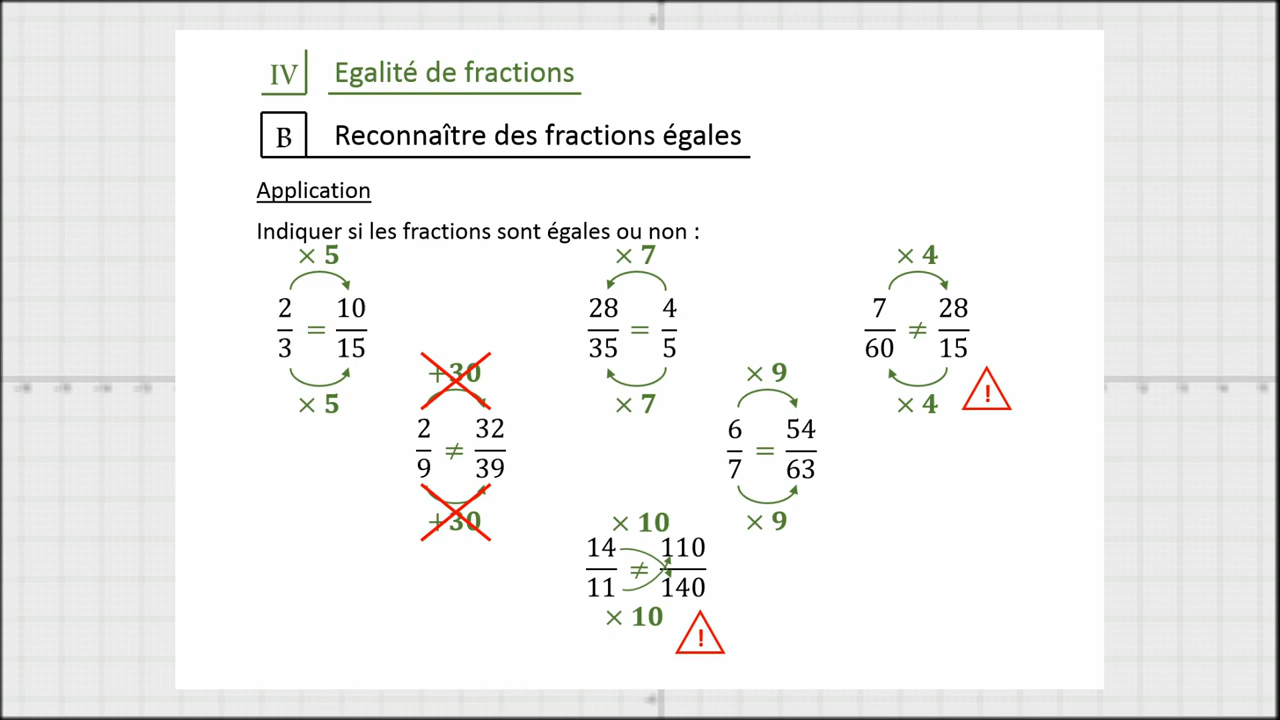 IV Egalité de fractions
B Reconnaître des fractions égales
Application
Indiquer si les fractions sont égales ou non :
× 5 × 7 × 4
2/3 = 10/15 28/35 = 4/5 7/60 ≠ 28/15
× 5 × 7 × 4 !
+30 × 9
2/9 ≠ 32/39 6/7 = 54/63
+30 × 9
× 10
14/11 ≠ 110/140
× 10 !